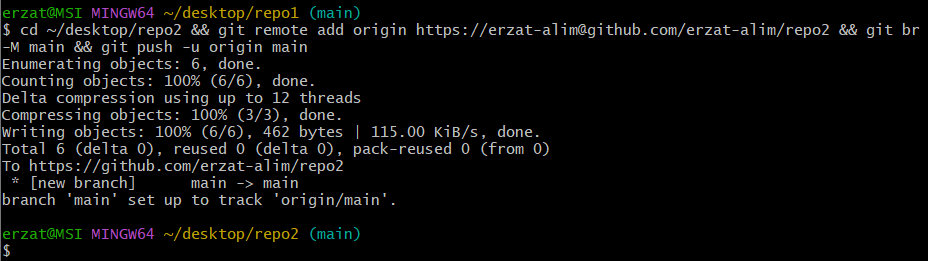 erzat@MSI MINGW64 ~/desktop/repo1 (main)
$ cd ~/desktop/repo2 && git remote add origin https://erzat-alim@github.com/erzat-alim/repo2 && git br
-M main && git push -u origin main
Enumerating objects: 6, done.
Counting objects: 100% (6/6), done.
Delta compression using up to 12 threads
Compressing objects: 100% (3/3), done.
Writing objects: 100% (6/6), 462 bytes | 115.00 KiB/s, done.
Total 6 (delta 0), reused 0 (delta 0), pack-reused 0 (from 0)
To https://github.com/erzat-alim/repo2
 * [new branch]      main -> main
branch 'main' set up to track 'origin/main'.

erzat@MSI MINGW64 ~/desktop/repo2 (main)
$